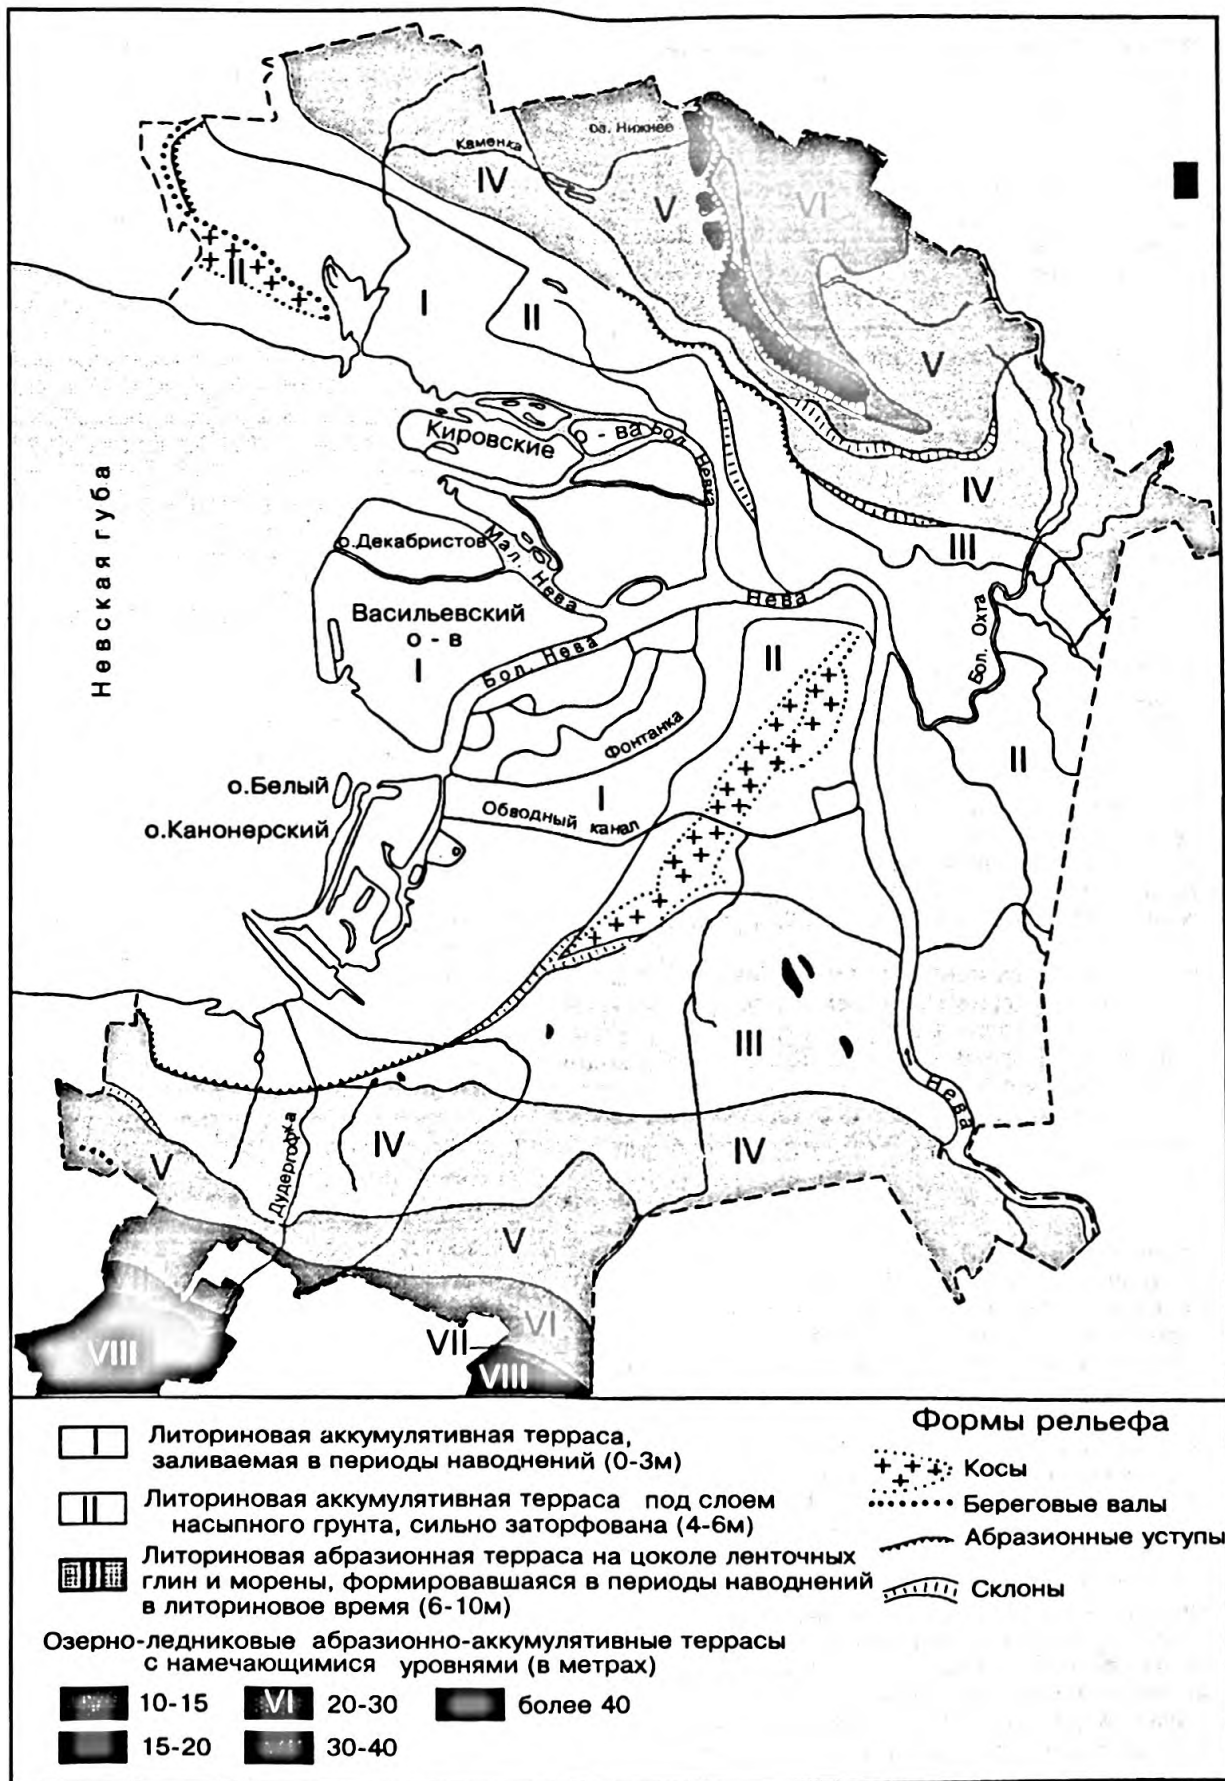 Каменка
оз. Нижнее
IV
V
VI
II
I
II
V
Кировские
о - ва
Бол. Невка
IV
Невская губа
о.Декабристов
Мал. Нева
III
Нева
Васильевский
о - в
I
Бол. Нева
II
Бол. Охта
Фонтанка
II
о.Белый
I
Обводный канал
о.Канонерский
III
Нева
IV
IV
V
Дудергофка
V
VI
VII
VIII
VIII
I
Литориновая аккумулятивная терраса,
заливаемая в периоды наводнений (0-3м)
II
Литориновая аккумулятивная терраса под слоем
насыпного грунта, сильно заторфована (4-6м)
III
Литориновая абразионная терраса на цоколе ленточных
глин и морены, формировавшаяся в периоды наводнений
в литориновое время (6-10м)
Озерно-ледниковые абразионно-аккумулятивные террасы
с намечающимися уровнями (в метрах)
10-15
VI 20-30
более 40
15-20
30-40
Формы рельефа
Косы
Береговые валы
Абразионные уступы
Склоны